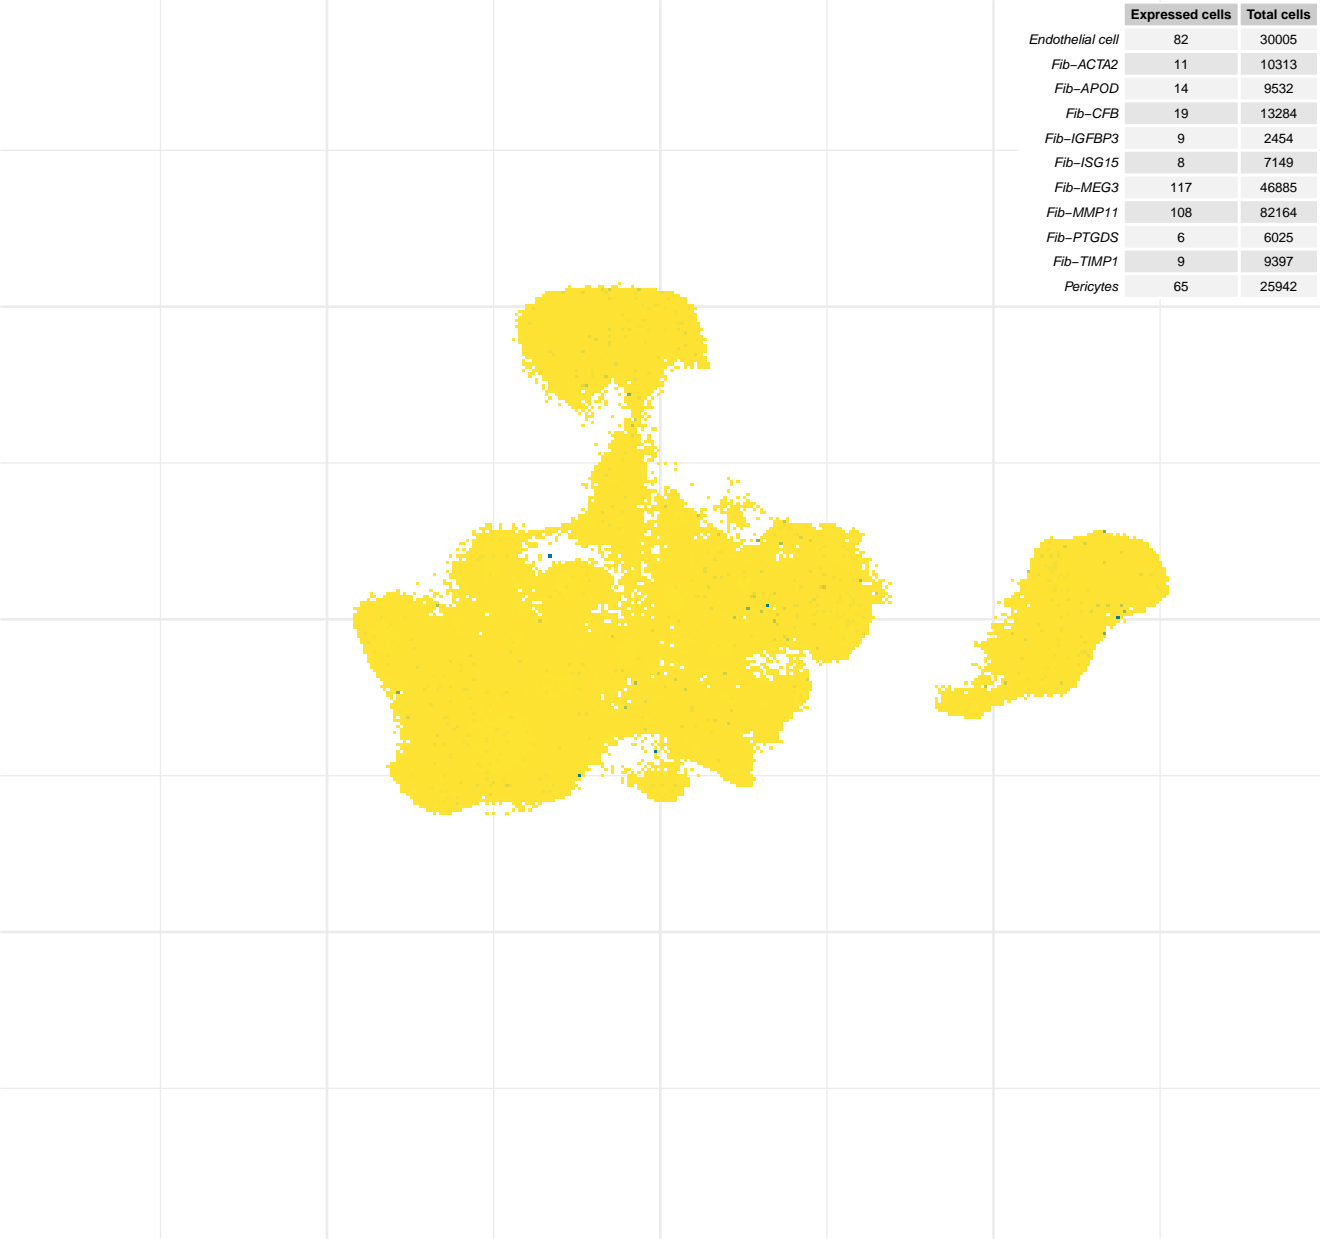 Expressed cells Total cells
Endothelial cell 82 30005
Fib−ACTA2 11 10313
Fib−APOD 14 9532
Fib−CFB 19 13284
Fib−IGFBP3 9 2454
Fib−ISG15 8 7149
Fib−MEG3 117 46885
Fib−MMP11 108 82164
Fib−PTGDS 6 6025
Fib−TIMP1 9 9397
Pericytes 65 25942